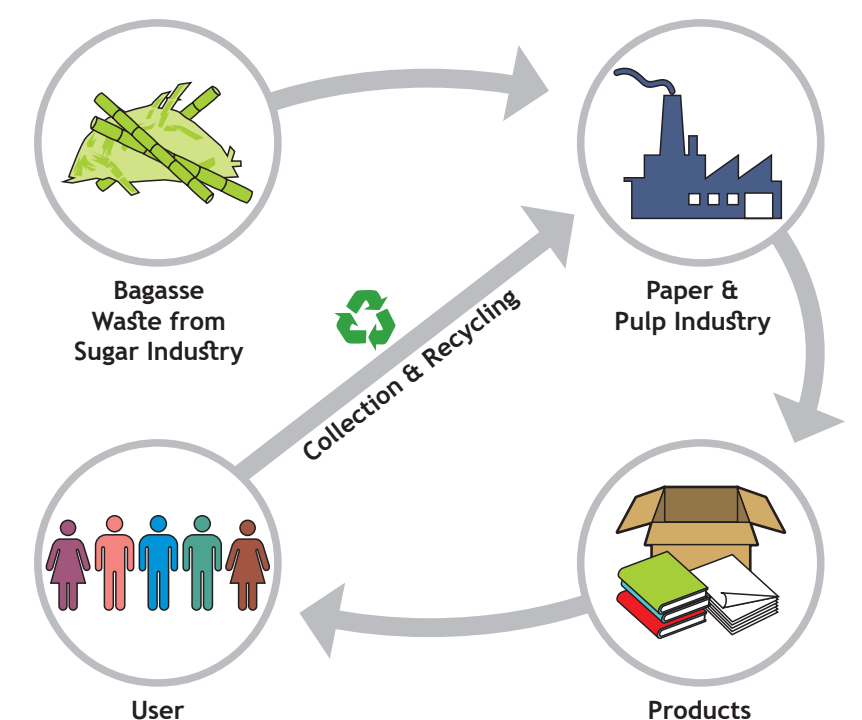 Bagasse
Waste from
Sugar Industry
Paper &
Pulp Industry
Collection & Recycling
User
Products